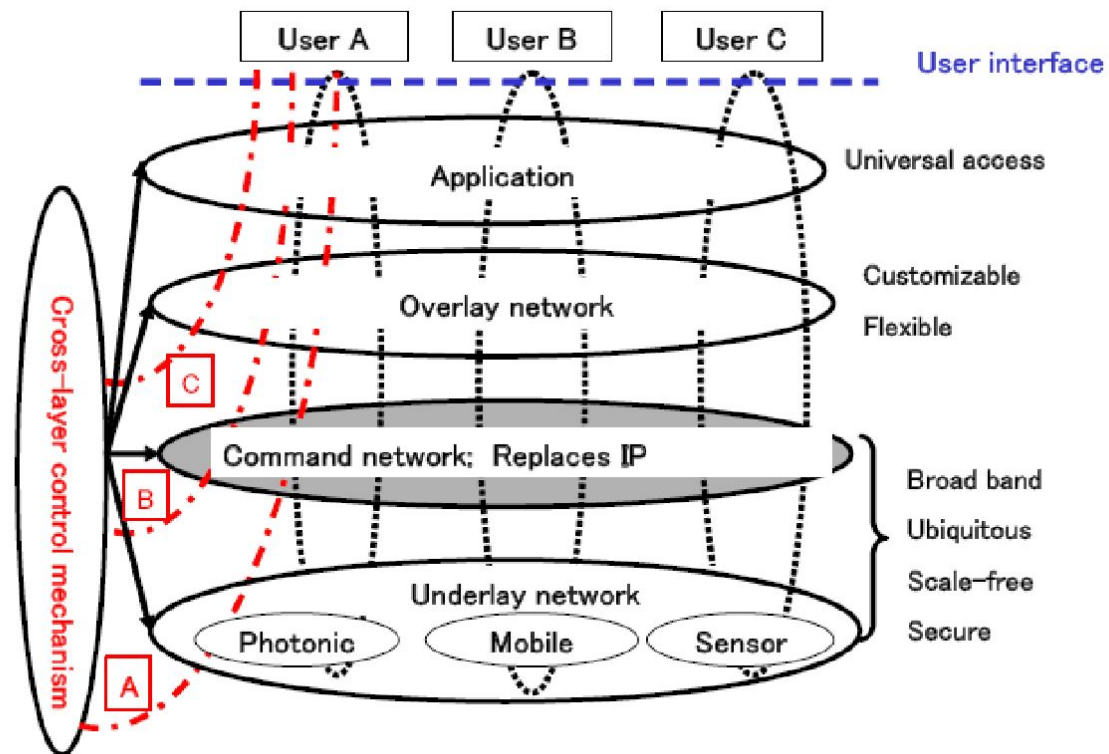 User A
User B
User C
User interface
Application
Universal access
Overlay network
Customizable
Flexible
Cross-layer control mechanism
C
Command network; Replaces IP
B
Broad band
Ubiquitous
Scale-free
Secure
Underlay network
Photonic
Mobile
Sensor
A